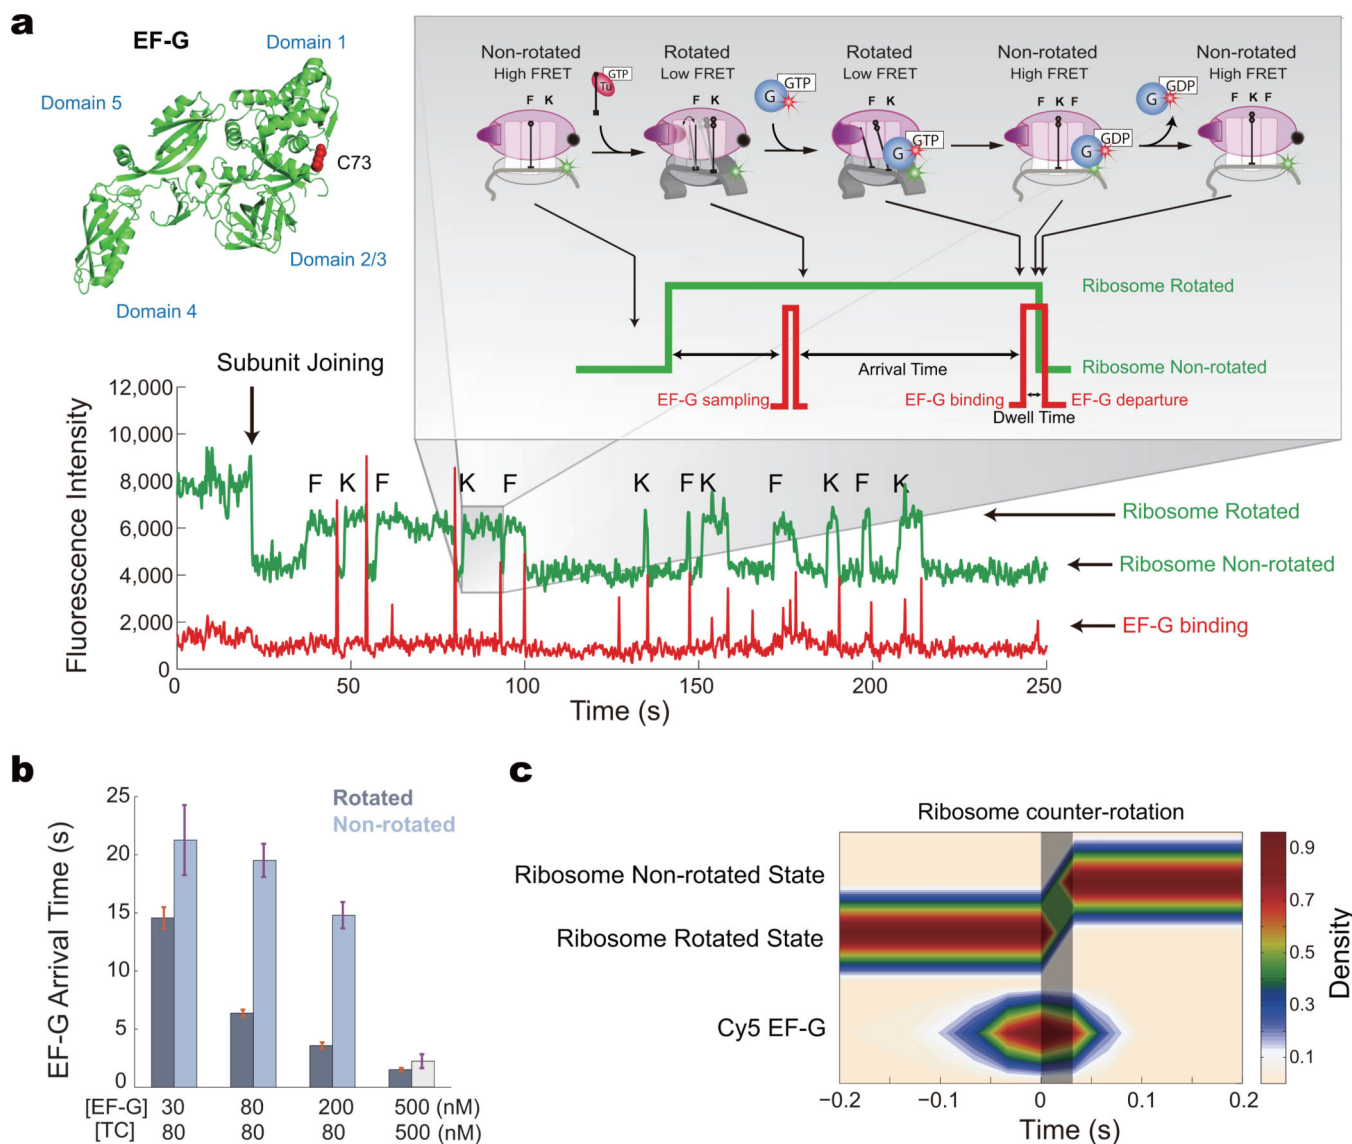 a
EF-G
Domain 1
Domain 5
C73
Domain 2/3
Domain 4
Non-rotated
High FRET
Rotated
Low FRET
Rotated
Low FRET
Non-rotated
High FRET
Non-rotated
High FRET
F K
Tu
GTP
F K
G
GTP
F K
G
GTP
F K F
G
GDP
G
GDP
F K F
Ribosome Rotated
Arrival Time
Ribosome Non-rotated
EF-G sampling
EF-G binding
EF-G departure
Dwell Time
Subunit Joining
Fluorescence Intensity
12,000
10,000
8,000
6,000
4,000
2,000
0
F K F K F K F K F K F K
Ribosome Rotated
Ribosome Non-rotated
EF-G binding
0 50 100 150 200 250
Time (s)
b
EF-G Arrival Time (s)
25
20
15
10
5
0
Rotated
Non-rotated
[EF-G] 30 80 200 500 (nM)
[TC] 80 80 80 500 (nM)
c
Ribosome counter-rotation
Ribosome Non-rotated State
Ribosome Rotated State
Cy5 EF-G
0.9
0.7
0.5
0.3
0.1
Density
−0.2 −0.1 0 0.1 0.2
Time (s)